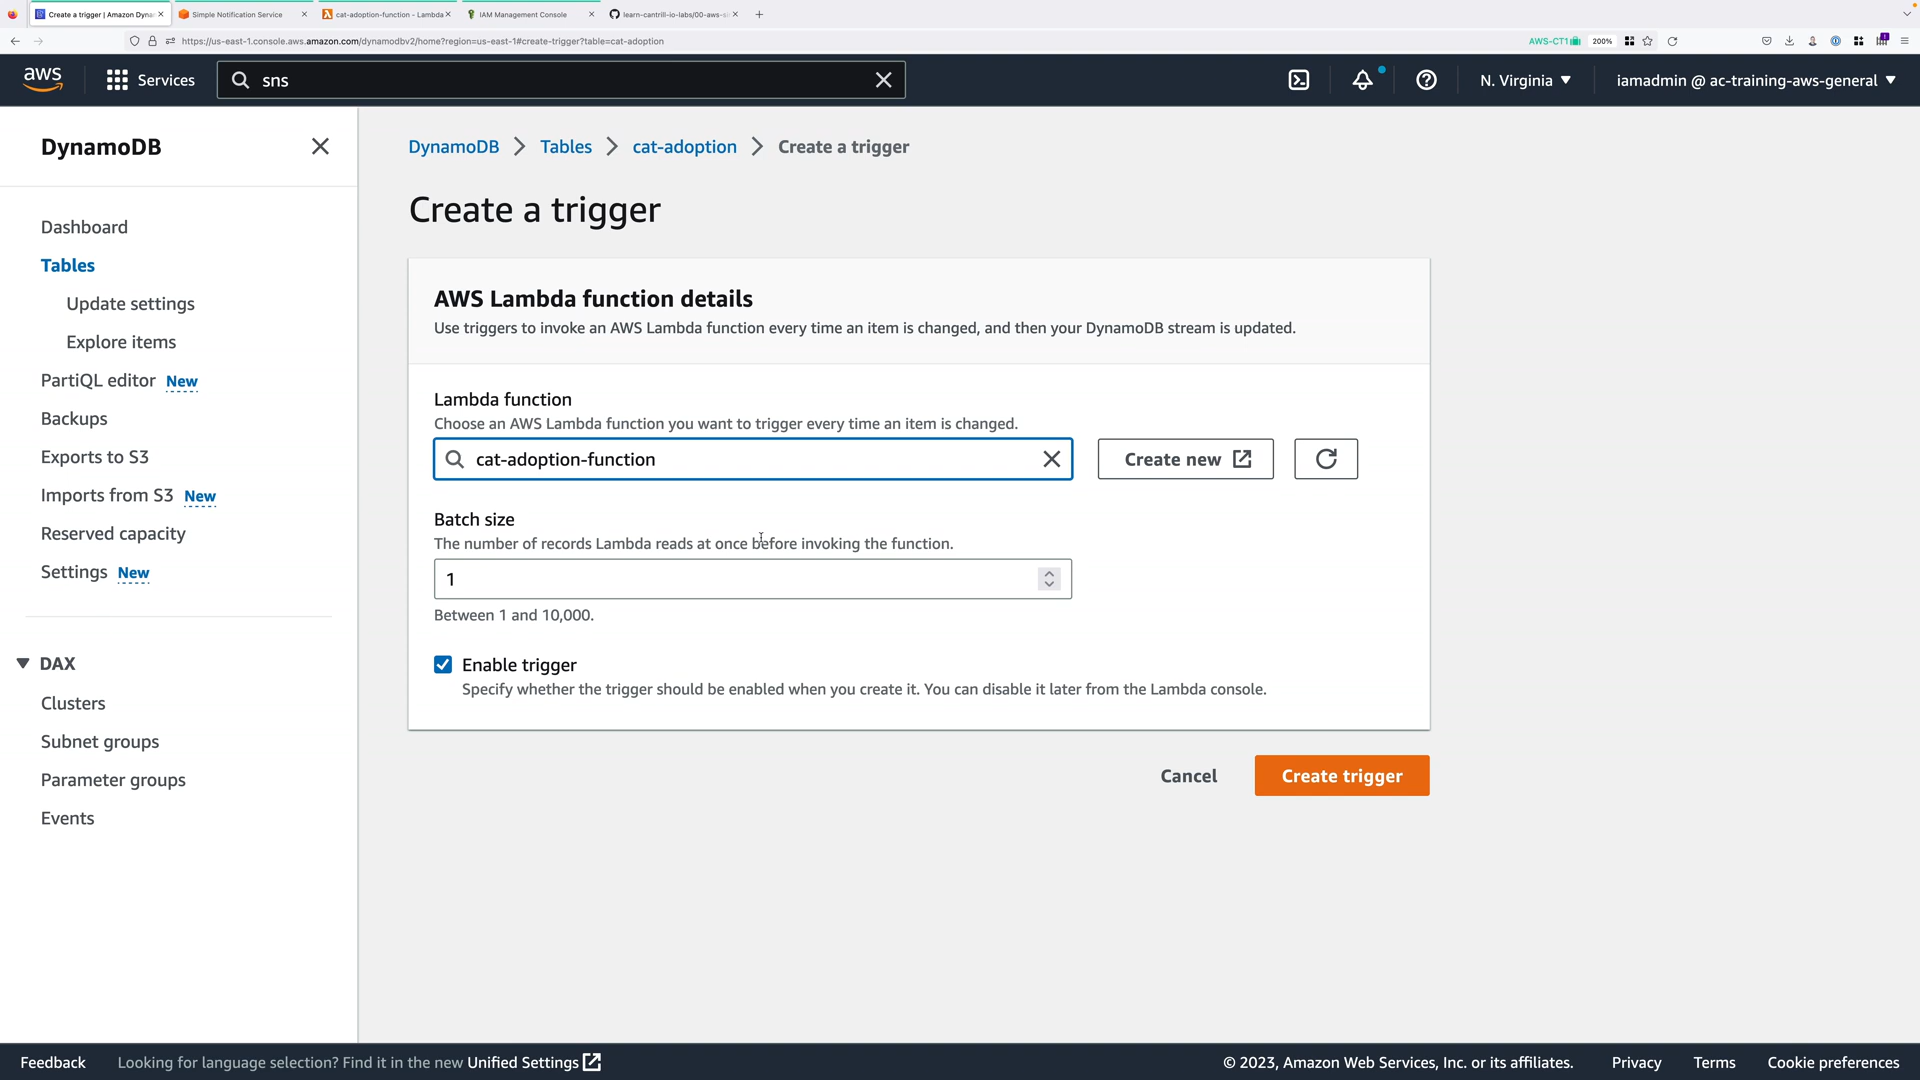 Create a trigger | Amazon Dyna
Simple Notification Service
cat-adoption-function - Lambda
IAM Management Console
learn-cantrill-io-labs/00-aws-si
https://us-east-1.console.aws.amazon.com/dynamodbv2/home?region=us-east-1#create-trigger?table=cat-adoption
AWS-CT1
200%
aws
Services
sns
N. Virginia
iamadmin @ ac-training-aws-general
DynamoDB
Dashboard
Tables
Update settings
Explore items
PartiQL editor New
Backups
Exports to S3
Imports from S3 New
Reserved capacity
Settings New
DAX
Clusters
Subnet groups
Parameter groups
Events
DynamoDB
Tables
cat-adoption
Create a trigger
Create a trigger
AWS Lambda function details
Use triggers to invoke an AWS Lambda function every time an item is changed, and then your DynamoDB stream is updated.
Lambda function
Choose an AWS Lambda function you want to trigger every time an item is changed.
cat-adoption-function
Create new
Batch size
The number of records Lambda reads at once before invoking the function.
1
Between 1 and 10,000.
Enable trigger
Specify whether the trigger should be enabled when you create it. You can disable it later from the Lambda console.
Cancel
Create trigger
Feedback
Looking for language selection? Find it in the new Unified Settings
© 2023, Amazon Web Services, Inc. or its affiliates.
Privacy
Terms
Cookie preferences